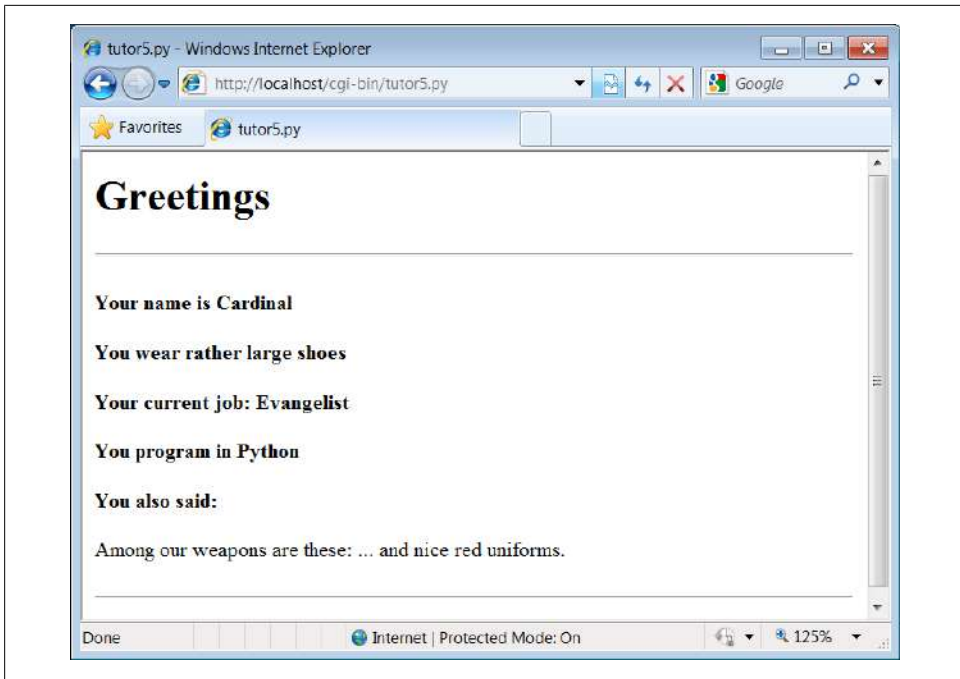 tutor5.py - Windows Internet Explorer
http://localhost/cgi-bin/tutor5.py
Google
Favorites
tutor5.py
Greetings
Your name is Cardinal
You wear rather large shoes
Your current job: Evangelist
You program in Python
You also said:
Among our weapons are these: ... and nice red uniforms.
Done
Internet | Protected Mode: On
125%